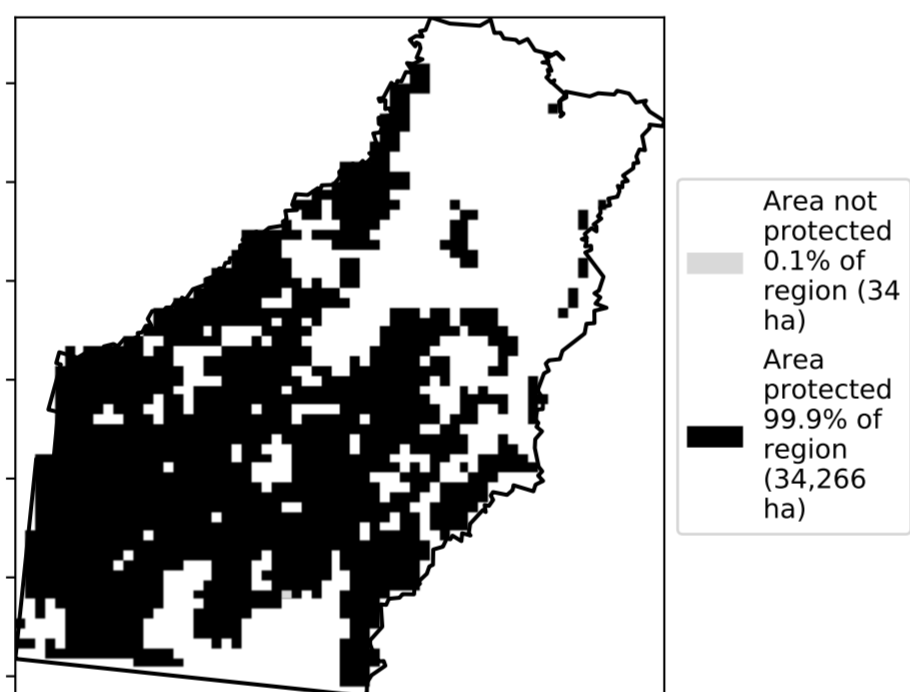 Area not
protected
0.1% of
region (34
ha)
Area
protected
99.9% of
region
(34,266
ha)